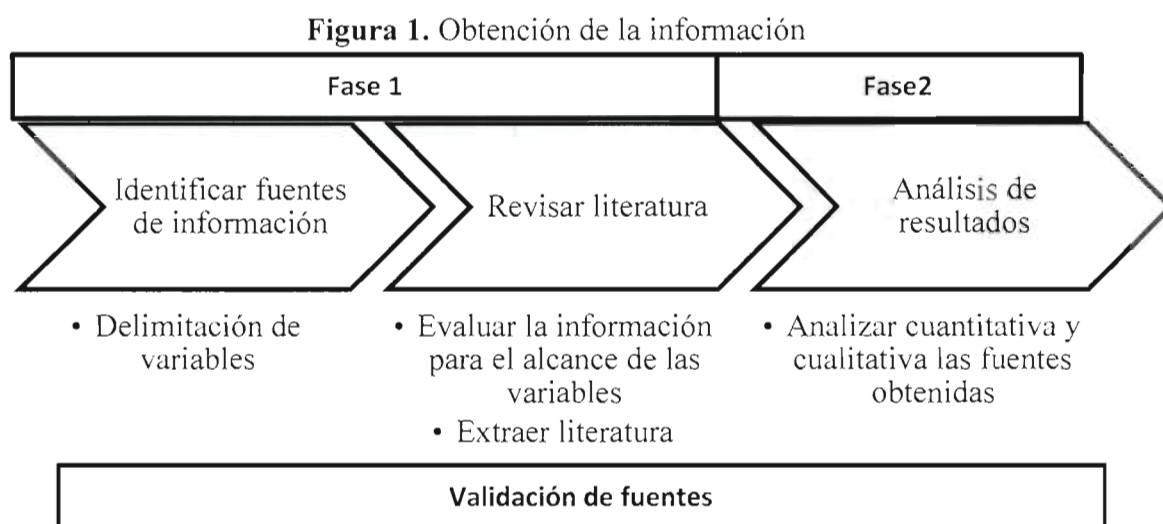 Figura 1. Obtención de la información
Fase 1
Fase2
Identificar fuentes
de información
Revisar literatura
Análisis de
resultados
• Delimitación de
variables
• Evaluar la información
para el alcance de las
variables
• Extraer literatura
• Analizar cuantitativa y
cualitativa las fuentes
obtenidas
Validación de fuentes